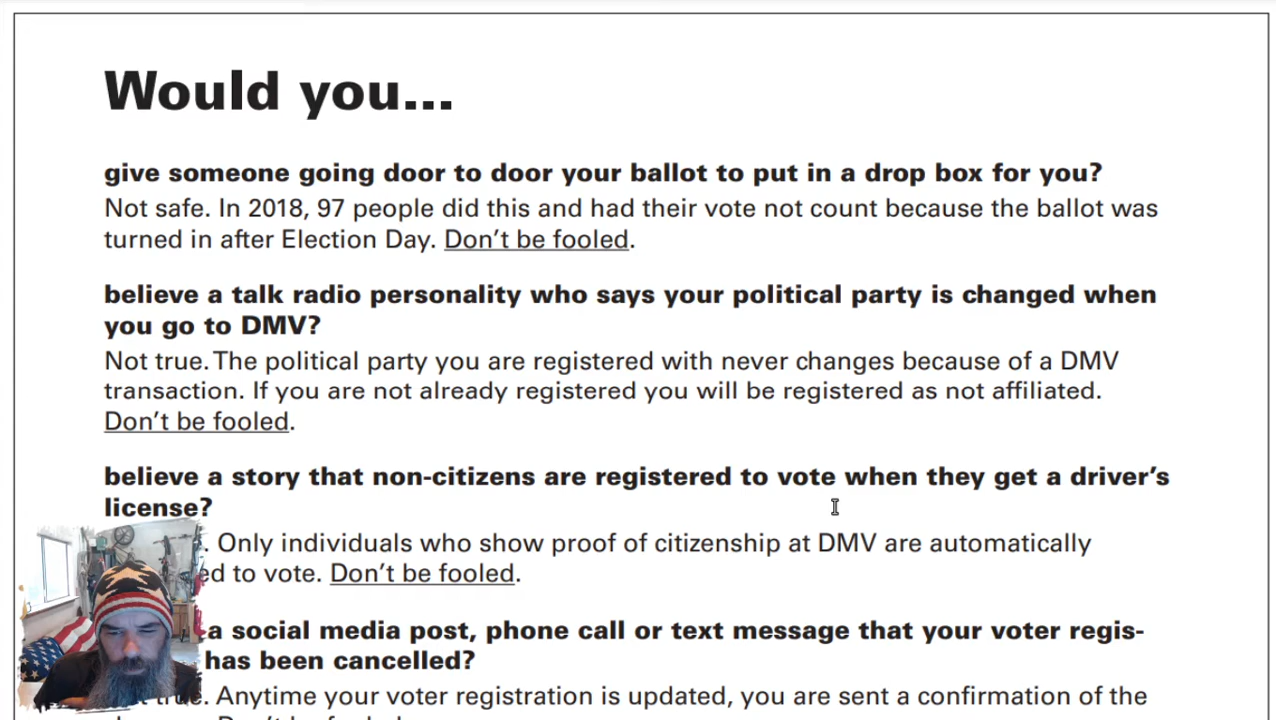 Would you...
give someone going door to door your ballot to put in a drop box for you?
Not safe. In 2018, 97 people did this and had their vote not count because the ballot was
turned in after Election Day. Don’t be fooled.
believe a talk radio personality who says your political party is changed when
you go to DMV?
Not true. The political party you are registered with never changes because of a DMV
transaction. If you are not already registered you will be registered as not affiliated.
Don’t be fooled.
believe a story that non-citizens are registered to vote when they get a driver’s
license?
. Only individuals who show proof of citizenship at DMV are automatically
ed to vote. Don’t be fooled.
a social media post, phone call or text message that your voter regis-
has been cancelled?
true. Anytime your voter registration is updated, you are sent a confirmation of the
Don’t be fooled